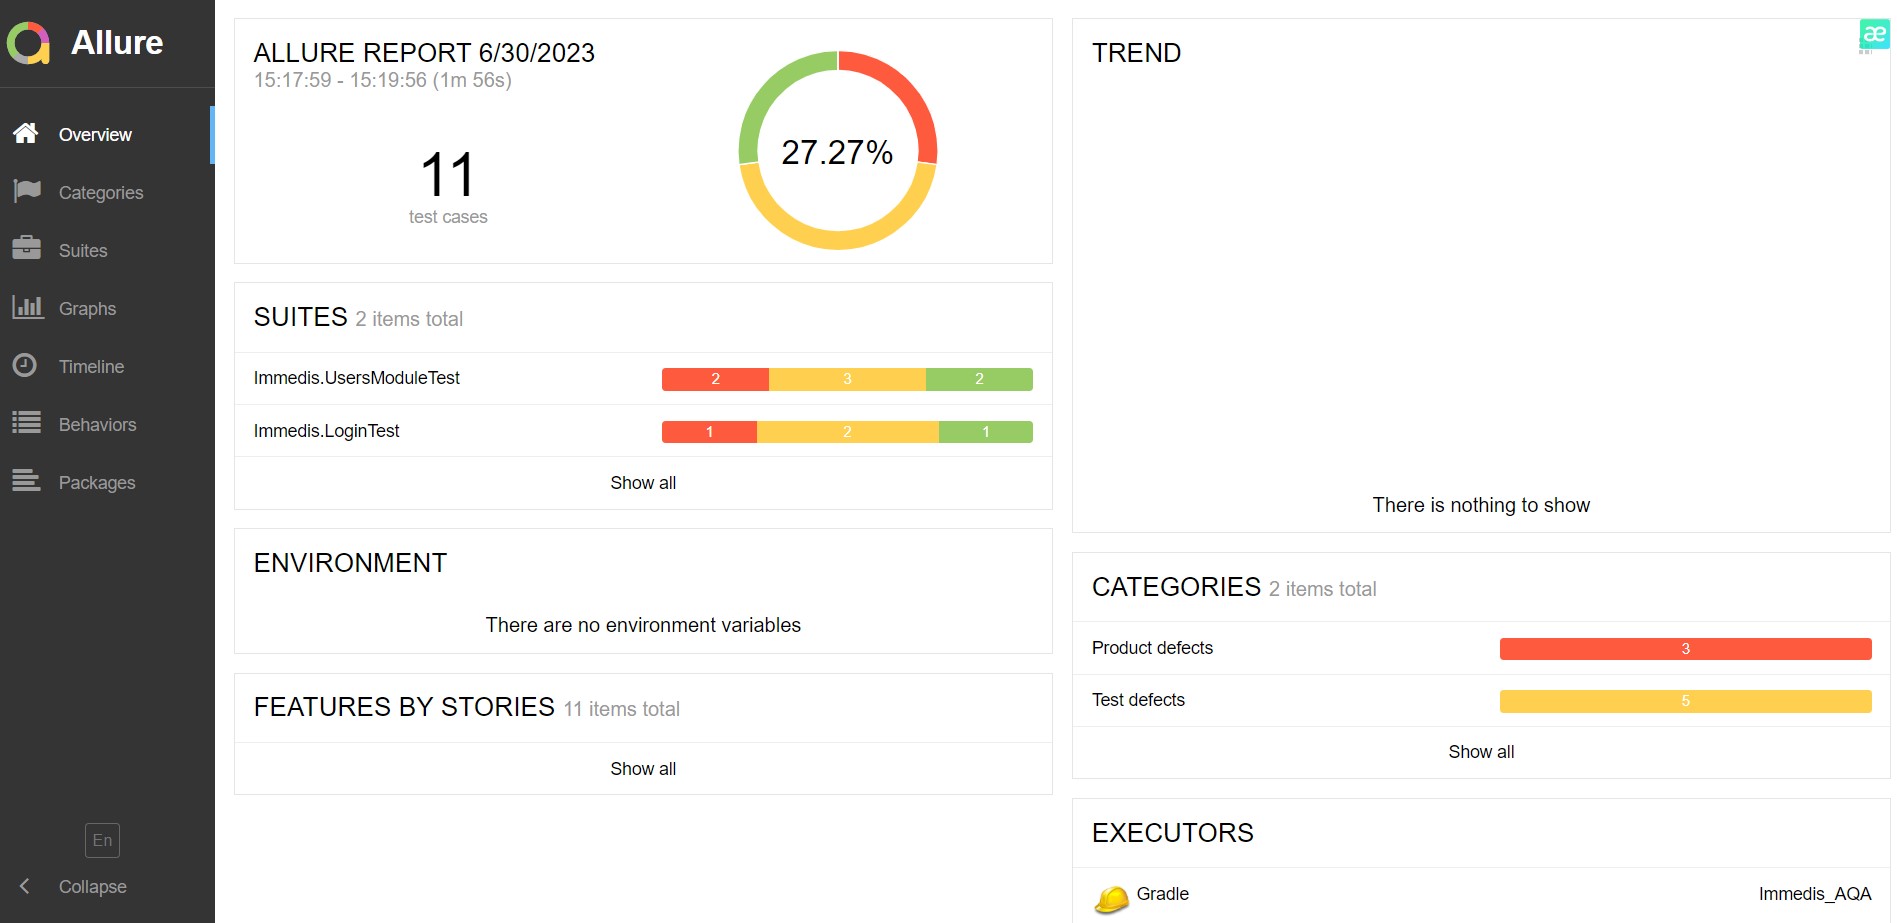 Allure
Overview
Categories
Suites
Graphs
Timeline
Behaviors
Packages
En
Collapse
ALLURE REPORT 6/30/2023
15:17:59 - 15:19:56 (1m 56s)
11
test cases
27.27%
SUITES 2 items total
Immedis.UsersModuleTest 2 3 2
Immedis.LoginTest 1 2 1
Show all
ENVIRONMENT
There are no environment variables
FEATURES BY STORIES 11 items total
Show all
TREND
æ
There is nothing to show
CATEGORIES 2 items total
Product defects 3
Test defects 5
Show all
EXECUTORS
Gradle Immedis_AQA